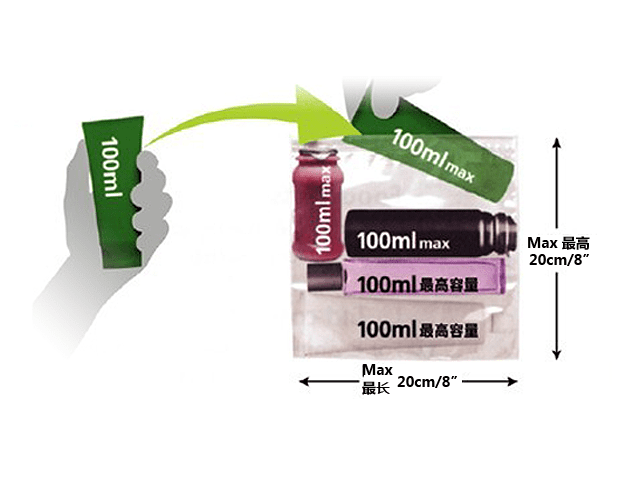 100ml
100ml max
100ml max
100ml max
100ml 最高容量
100ml 最高容量
Max 最高
20cm/8”
Max
最长 20cm/8”